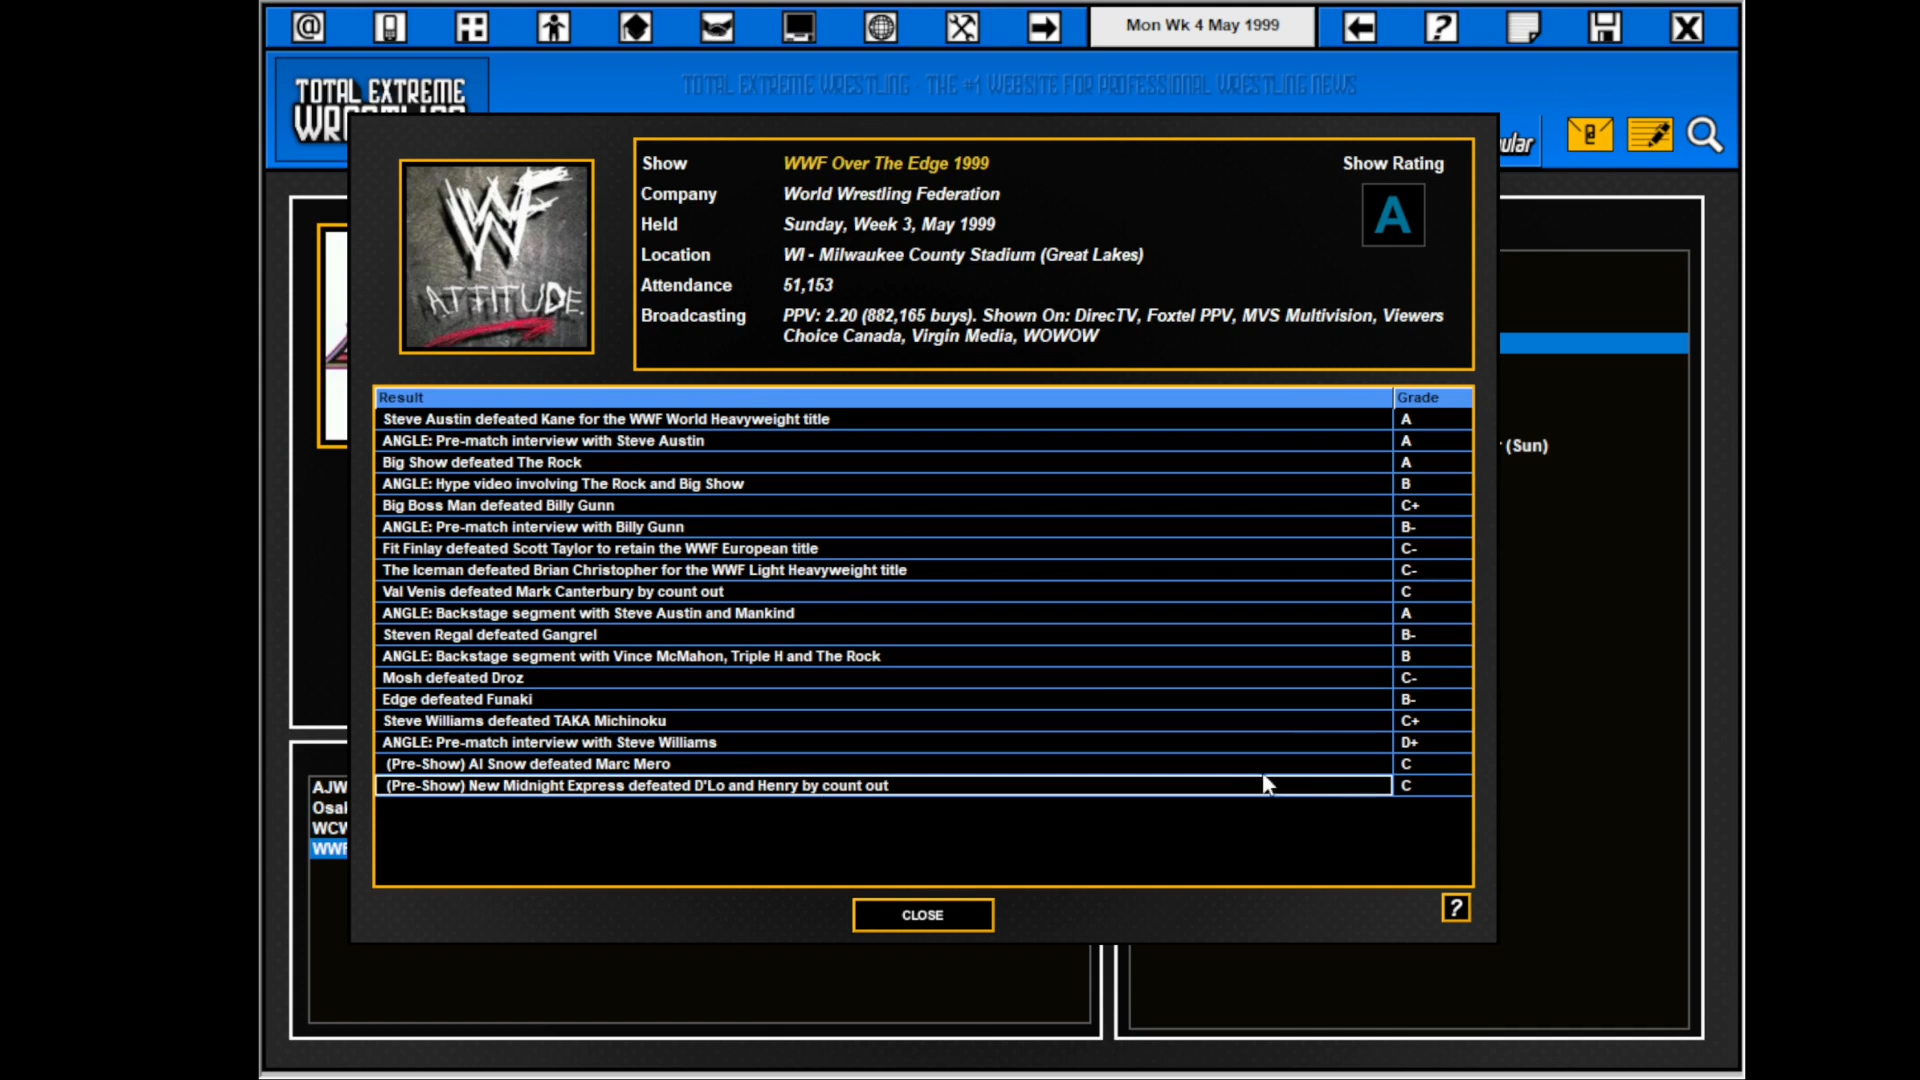 Mon Wk 4 May 1999
TOTAL EXTREME WRESTLING - THE #1 WEBSITE FOR PROFESSIONAL WRESTLING NEWS
TOTAL EXTREME
Show WWF Over The Edge 1999 Show Rating
Company World Wrestling Federation
Held Sunday, Week 3, May 1999
A
Location WI - Milwaukee County Stadium (Great Lakes)
Attendance 51,153
Broadcasting PPV: 2.20 (882,165 buys). Shown On: DirecTV, Foxtel PPV, MVS Multivision, Viewers
Choice Canada, Virgin Media, WOWOW
WF
ATTITUDE.
Result Grade
Steve Austin defeated Kane for the WWF World Heavyweight title A
ANGLE: Pre-match interview with Steve Austin A
Big Show defeated The Rock A
ANGLE: Hype video involving The Rock and Big Show B
Big Boss Man defeated Billy Gunn C+
ANGLE: Pre-match interview with Billy Gunn B-
Fit Finlay defeated Scott Taylor to retain the WWF European title C-
The Iceman defeated Brian Christopher for the WWF Light Heavyweight title C-
Val Venis defeated Mark Canterbury by count out C
ANGLE: Backstage segment with Steve Austin and Mankind A
Steven Regal defeated Gangrel B-
ANGLE: Backstage segment with Vince McMahon, Triple H and The Rock B
Mosh defeated Droz C-
Edge defeated Funaki B-
Steve Williams defeated TAKA Michinoku C+
ANGLE: Pre-match interview with Steve Williams D+
(Pre-Show) Al Snow defeated Marc Mero C
(Pre-Show) New Midnight Express defeated D'Lo and Henry by count out C
CLOSE
?
(Sun)
AJW
WCW